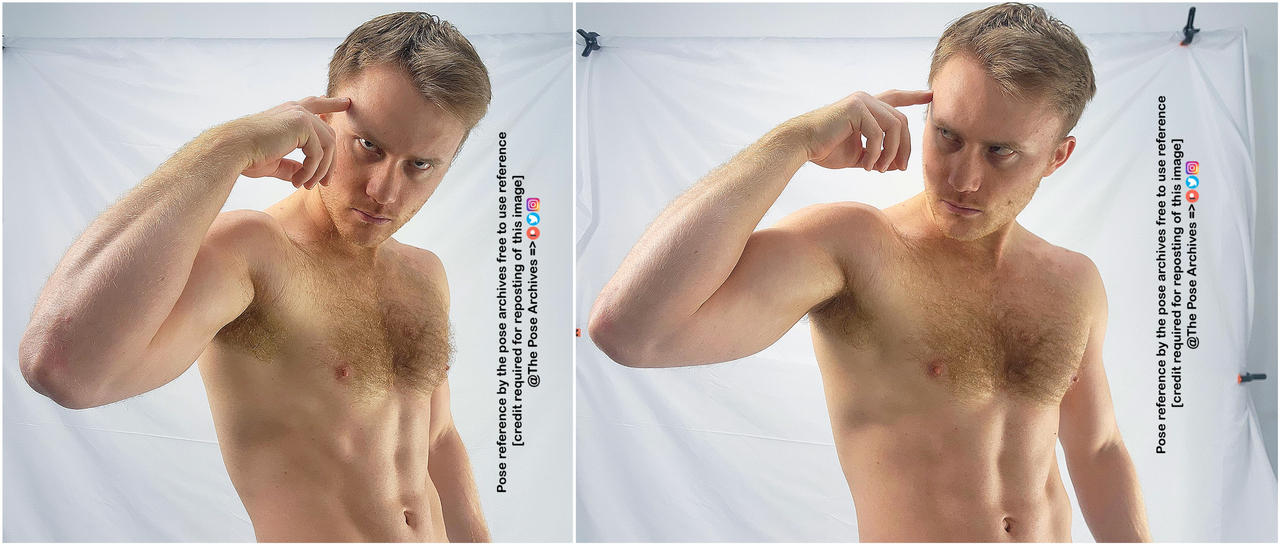 Pose reference by the pose archives free to use reference
[credit required for reposting of this image]
@The Pose Archives =>
Pose reference by the pose archives free to use reference
[credit required for reposting of this image]
@The Pose Archives =>